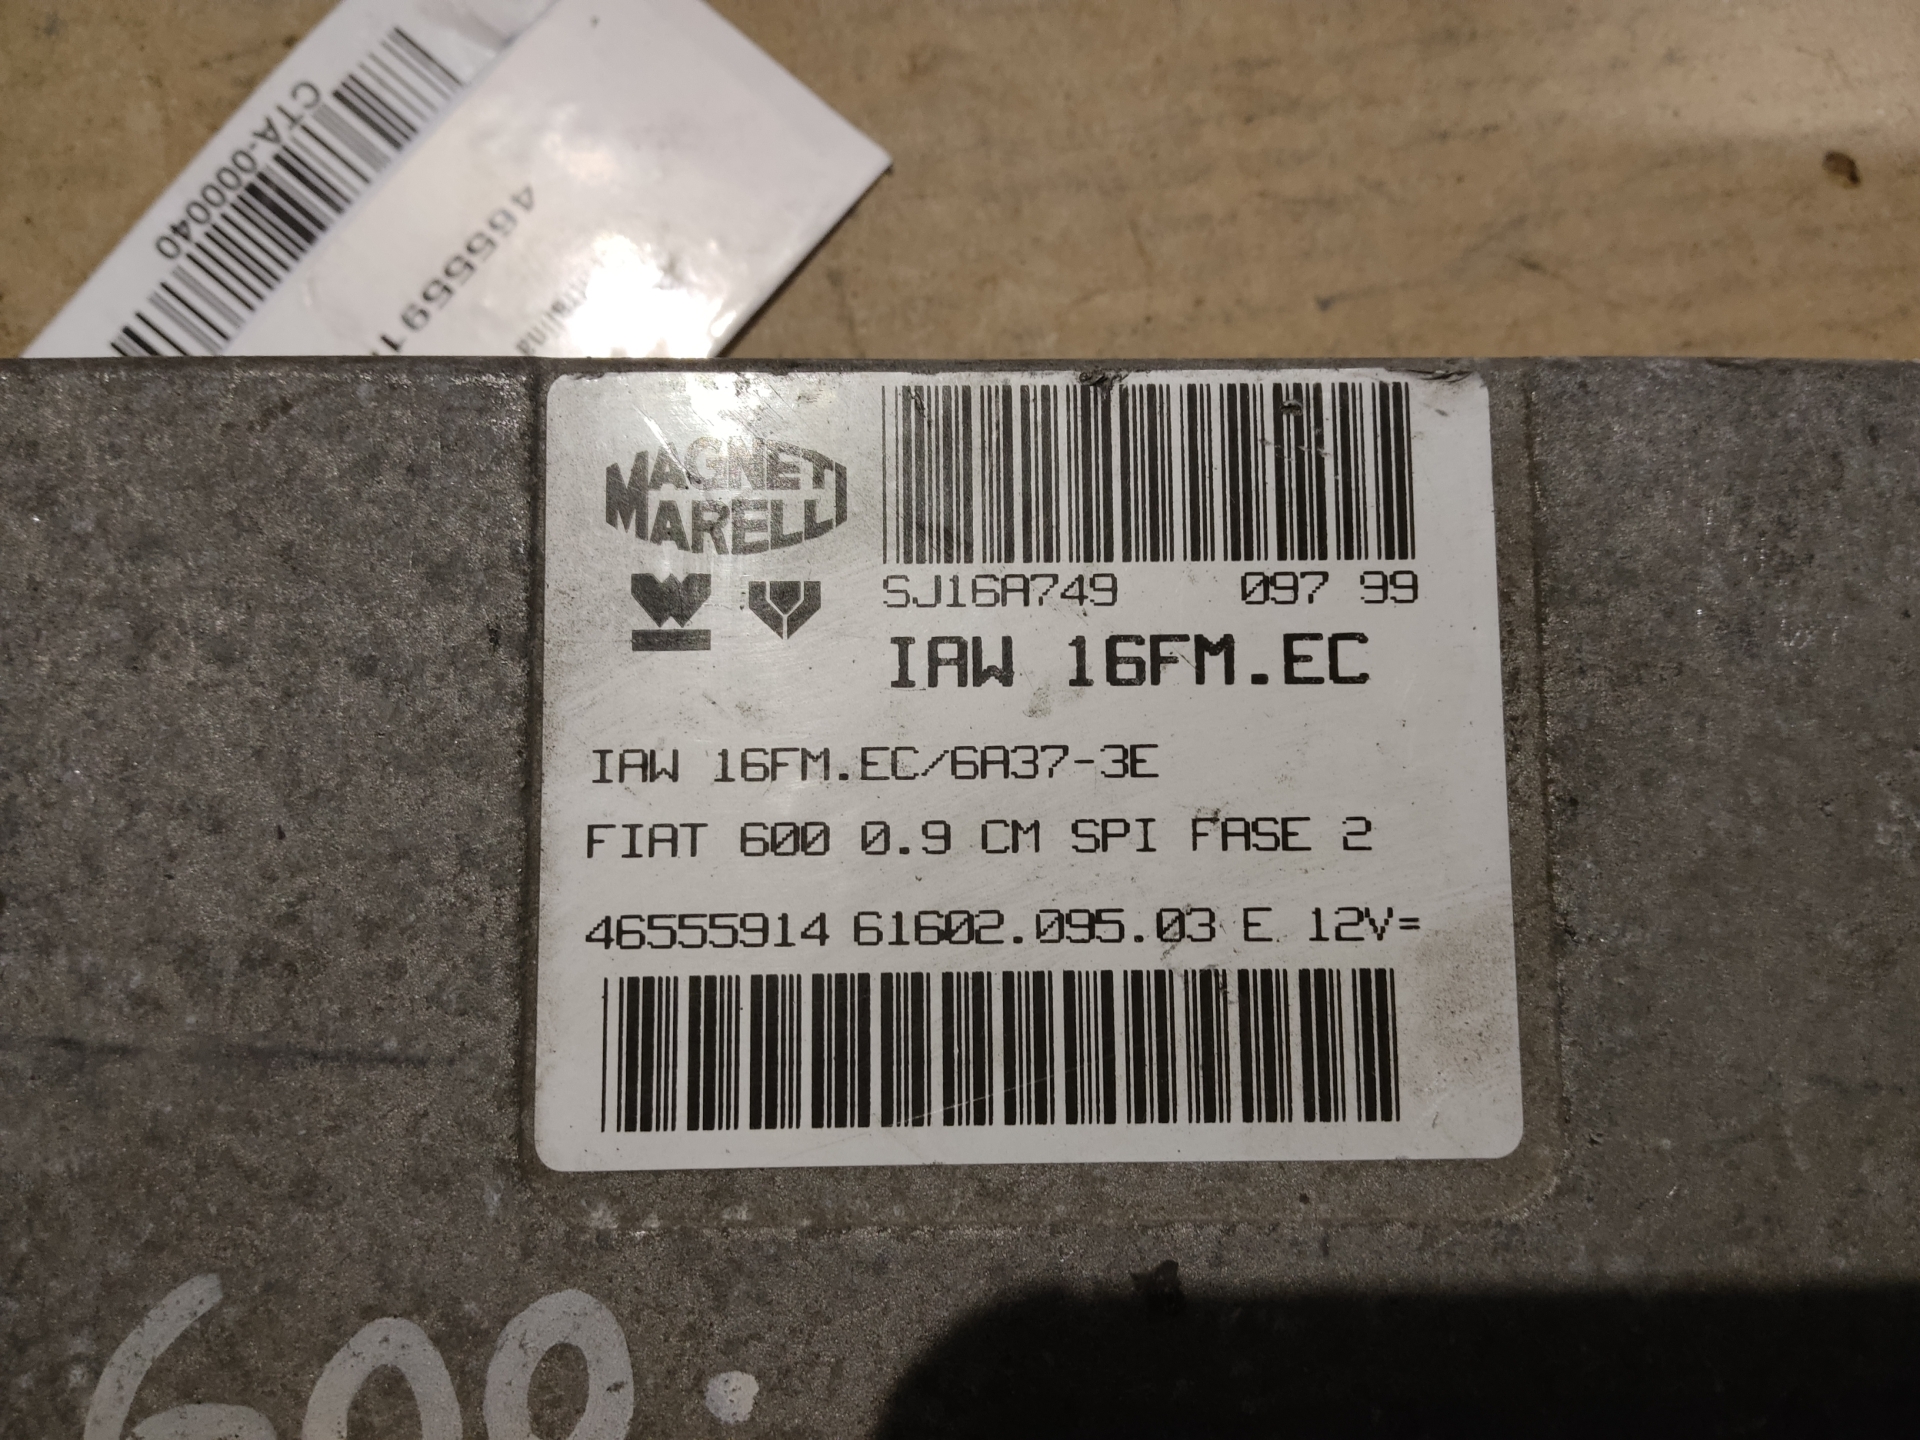 CTA-000040
4655591
MAGNETI
MARELLI
SJ16A749 097 99
IAW 16FM.EC
IAW 16FM.EC/6A37-3E
FIAT 600 0.9 CM SPI FASE 2
46555914 61602.095.03 E 12V=
600.